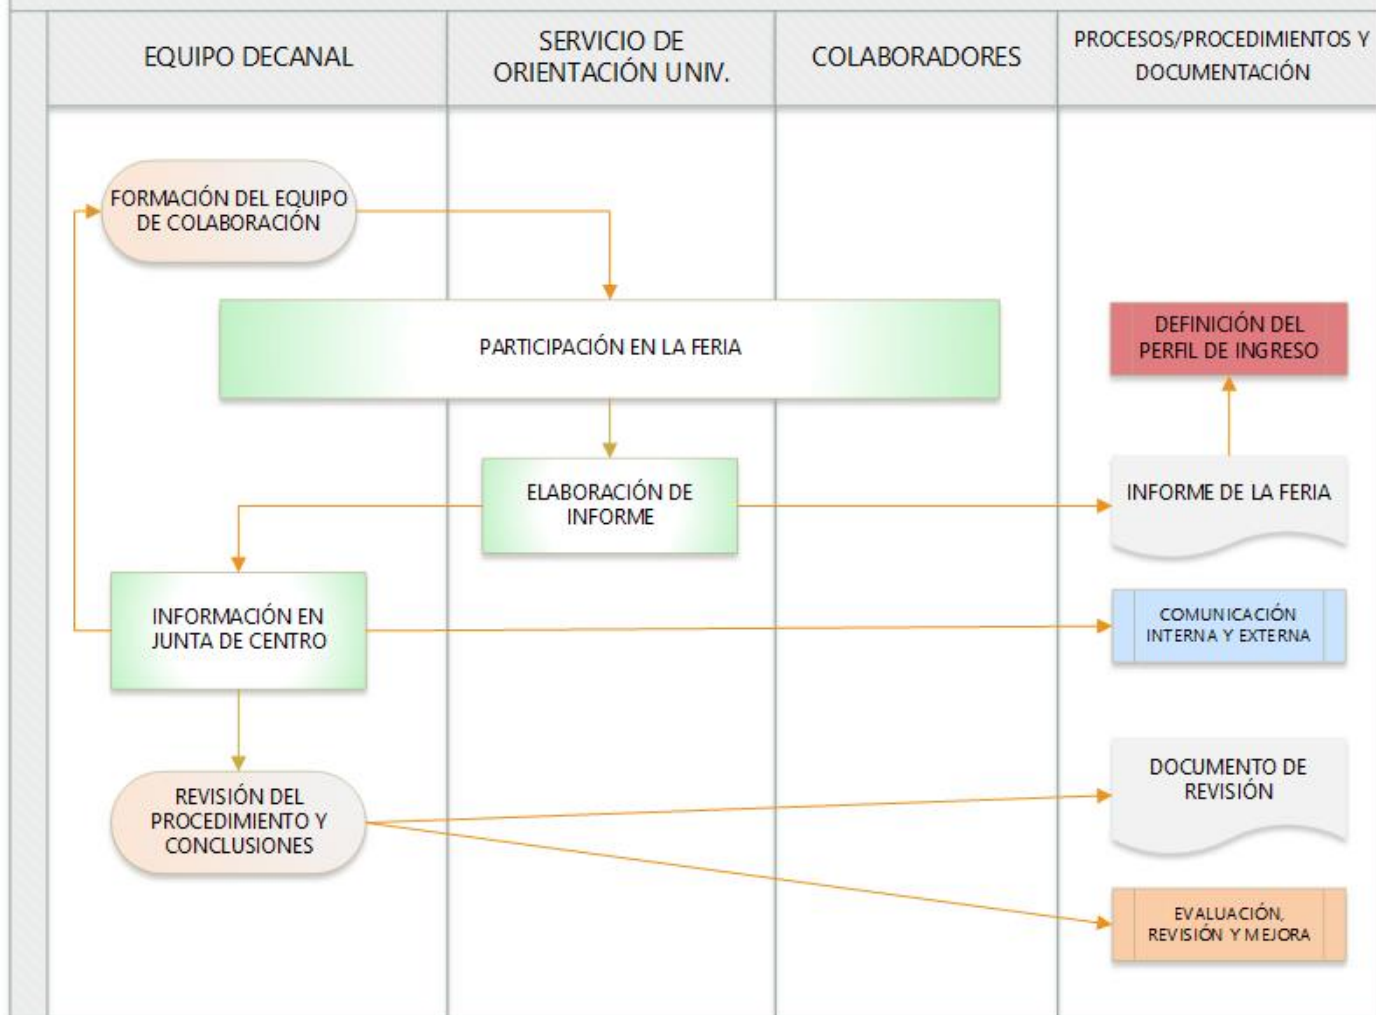 EQUIPO DECANAL
SERVICIO DE
ORIENTACIÓN UNIV.
COLABORADORES
PROCESOS/PROCEDIMIENTOS Y
DOCUMENTACIÓN
FORMACIÓN DEL EQUIPO
DE COLABORACIÓN
PARTICIPACIÓN EN LA FERIA
DEFINICIÓN DEL
PERFIL DE INGRESO
ELABORACIÓN DE
INFORME
INFORME DE LA FERIA
INFORMACIÓN EN
JUNTA DE CENTRO
COMUNICACIÓN
INTERNA Y EXTERNA
REVISIÓN DEL
PROCEDIMIENTO Y
CONCLUSIONES
DOCUMENTO DE
REVISIÓN
EVALUACIÓN,
REVISIÓN Y MEJORA